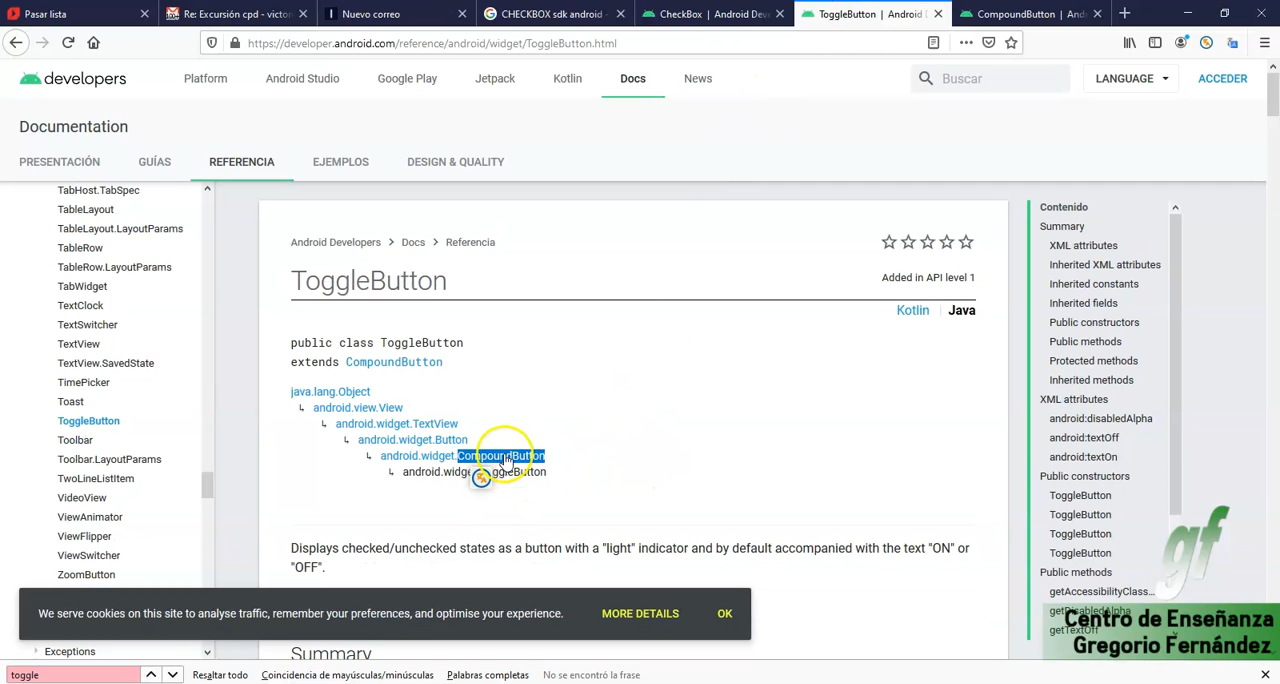 Pasar lista
Re: Excursión cpd - victor
Nuevo correo
CHECKBOX sdk android -
CheckBox | Android Dev
ToggleButton | Android D
CompoundButton | And
https://developer.android.com/reference/android/widget/ToggleButton.html
developers
Platform
Android Studio
Google Play
Jetpack
Kotlin
Docs
News
Buscar
LANGUAGE
ACCEDER
Documentation
PRESENTACIÓN
GUÍAS
REFERENCIA
EJEMPLOS
DESIGN & QUALITY
TabHost.TabSpec
TableLayout
TableLayout.LayoutParams
TableRow
TableRow.LayoutParams
TabWidget
TextClock
TextSwitcher
TextView
TextView.SavedState
TimePicker
Toast
ToggleButton
Toolbar
Toolbar.LayoutParams
TwoLineListItem
VideoView
ViewAnimator
ViewFlipper
ViewSwitcher
ZoomButton
Exceptions
Android Developers > Docs > Referencia
ToggleButton
Added in API level 1
Kotlin | Java
public class ToggleButton
extends CompoundButton
java.lang.Object
↳ android.view.View
↳ android.widget.TextView
↳ android.widget.Button
↳ android.widget.CompoundButton
↳ android.widg ggleButton
Displays checked/unchecked states as a button with a "light" indicator and by default accompanied with the text "ON" or
"OFF".
Summary
Contenido
Summary
XML attributes
Inherited XML attributes
Inherited constants
Inherited fields
Public constructors
Public methods
Protected methods
Inherited methods
XML attributes
android:disabledAlpha
android:textOff
android:textOn
Public constructors
ToggleButton
ToggleButton
ToggleButton
ToggleButton
Public methods
getAccessibilityClass...
getDisabledAlpha
getTextOff
We serve cookies on this site to analyse traffic, remember your preferences, and optimise your experience.
MORE DETAILS
OK
gf
Centro de Enseñanza
Gregorio Fernández
toggle
Resaltar todo
Coincidencia de mayúsculas/minúsculas
Palabras completas
No se encontró la frase